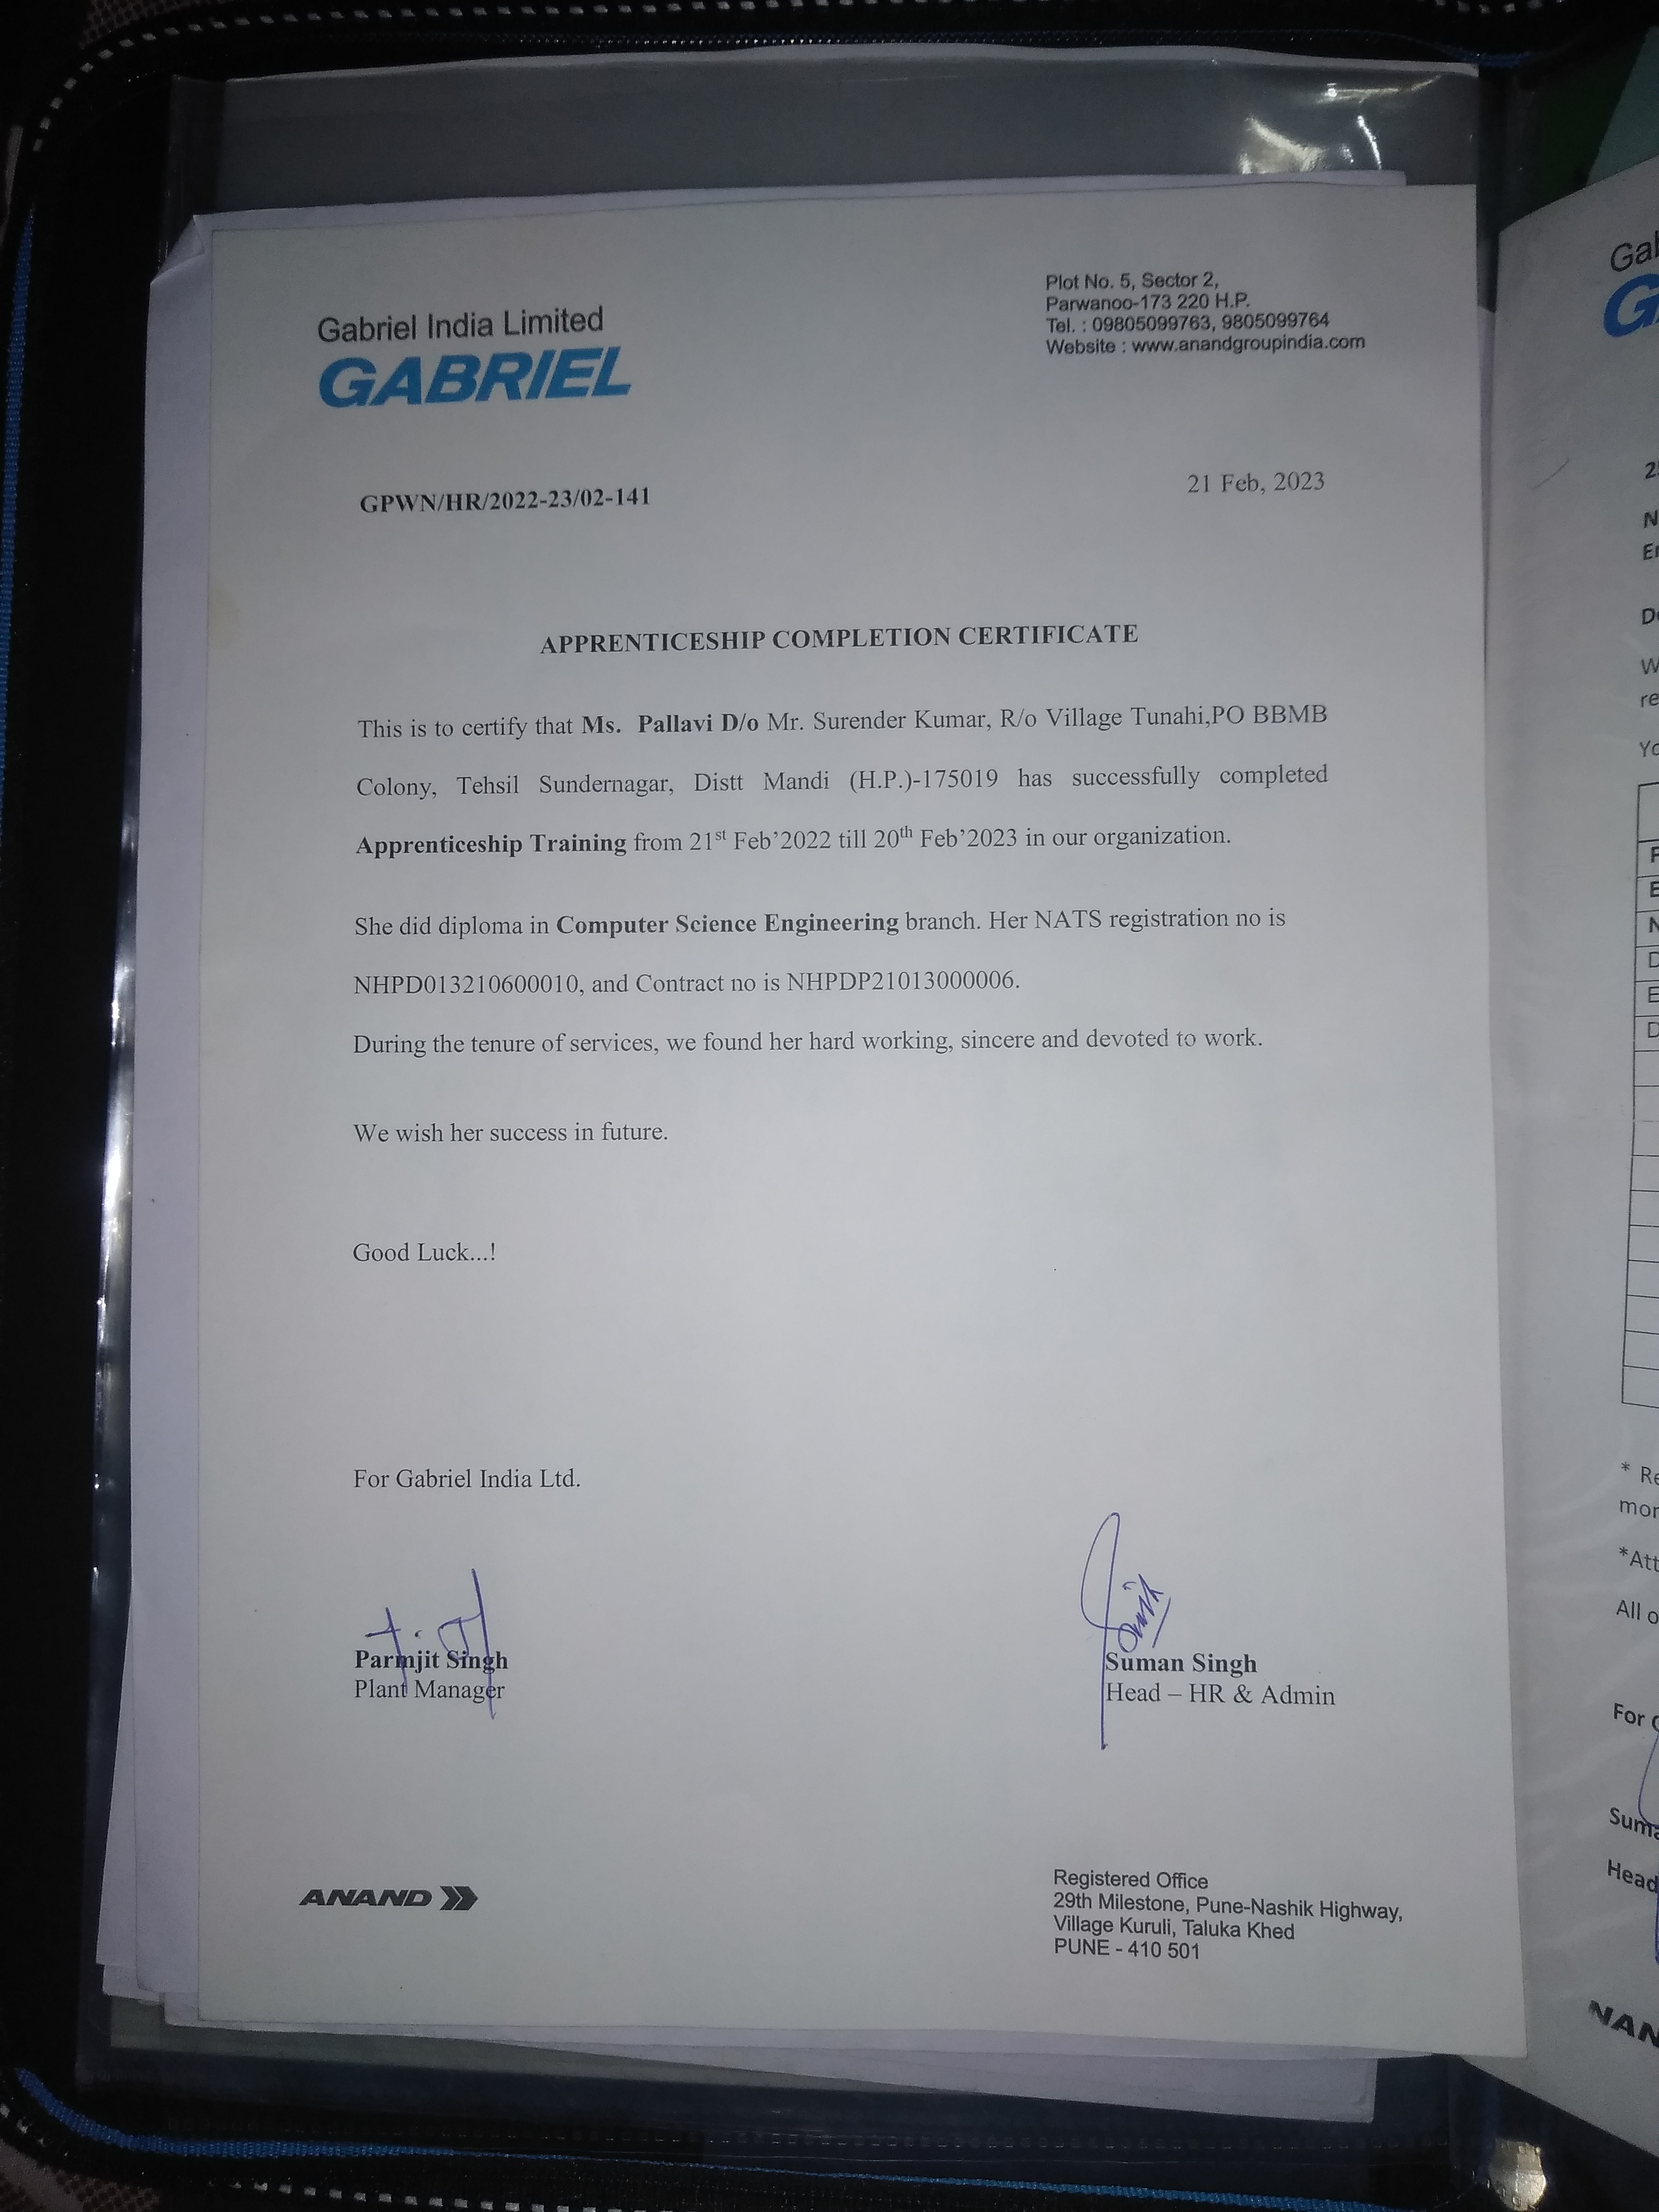 Gabriel India Limited
GABRIEL
Plot No. 5, Sector 2,
Parwanoo-173 220 H.P.
Tel. : 09805099763, 9805099764
Website : www.anandgroupindia.com
GPWN/HR/2022-23/02-141
21 Feb, 2023
APPRENTICESHIP COMPLETION CERTIFICATE
This is to certify that Ms. Pallavi D/o Mr. Surender Kumar, R/o Village Tunahi,PO BBMB
Colony, Tehsil Sundernagar, Distt Mandi (H.P.)-175019 has successfully completed
Apprenticeship Training from 21st Feb’2022 till 20th Feb’2023 in our organization.
She did diploma in Computer Science Engineering branch. Her NATS registration no is
NHPD013210600010, and Contract no is NHPDP21013000006.
During the tenure of services, we found her hard working, sincere and devoted to work.
We wish her success in future.
Good Luck...!
For Gabriel India Ltd.
Parmjit Singh
Plant Manager
Suman Singh
Head – HR & Admin
ANAND
Registered Office
29th Milestone, Pune-Nashik Highway,
Village Kuruli, Taluka Khed
PUNE - 410 501
* Re
*Att
All o
For
Head